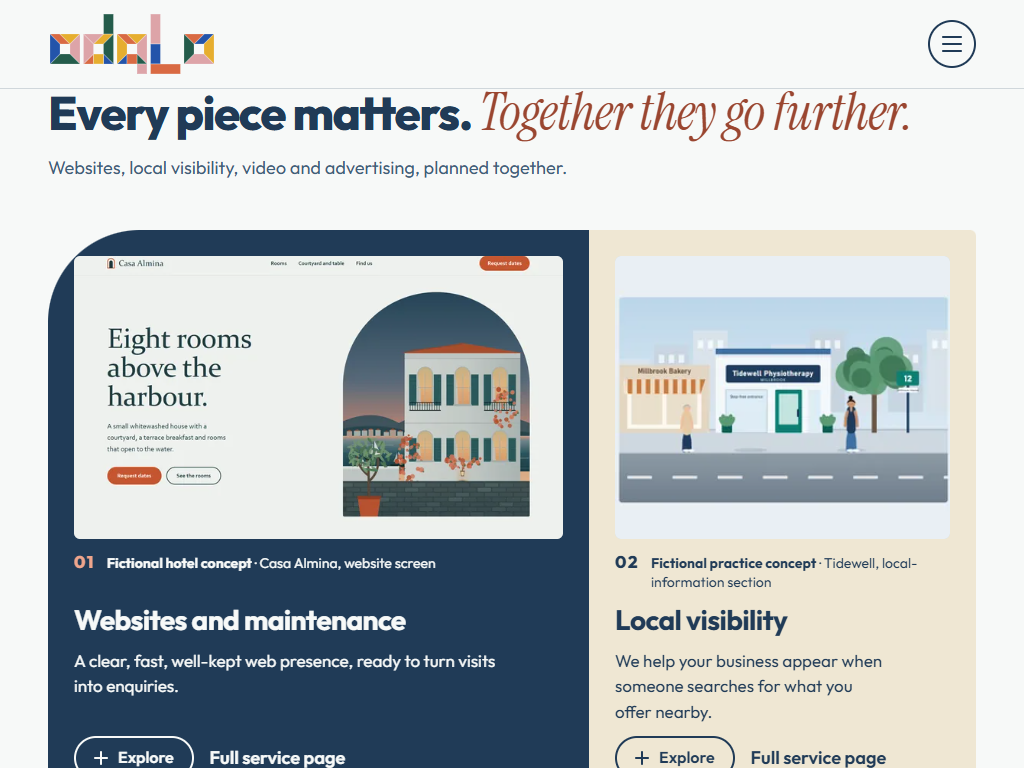 odalo
Every piece matters. Together they go further.
Websites, local visibility, video and advertising, planned together.
Casa Almina
Rooms Courtyard and table Find us
Request dates
Eight rooms
above the
harbour.
A small whitewashed house with a
courtyard, a terrace breakfast and rooms
that open to the water.
Request dates
See the rooms
Millbrook Bakery
Tidewell Physiotherapy
MILLBROOK
Step-free entrance
12
01 Fictional hotel concept · Casa Almina, website screen
02 Fictional practice concept · Tidewell, local-
information section
Websites and maintenance
A clear, fast, well-kept web presence, ready to turn visits
into enquiries.
+ Explore
Full service page
Local visibility
We help your business appear when
someone searches for what you
offer nearby.
+ Explore
Full service page